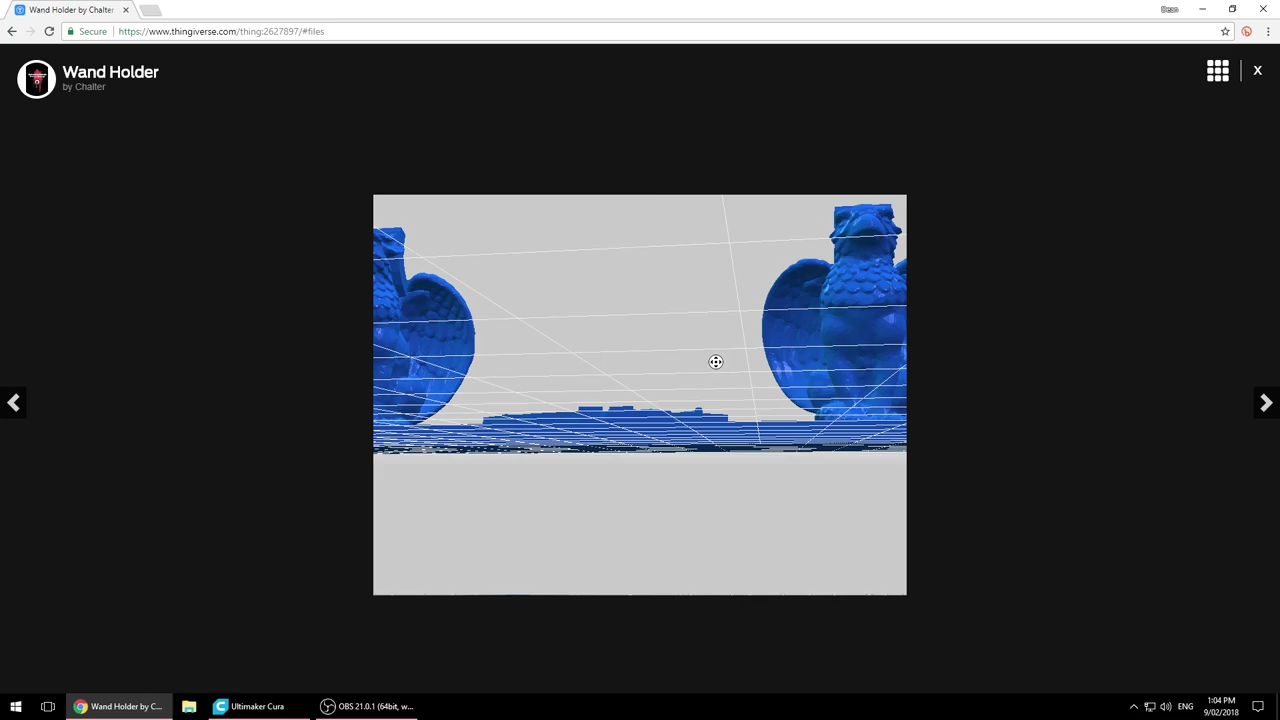 Wand Holder by Chalter
Dean
Secure
https://www.thingiverse.com/thing:2627897/#files
Wand Holder
by Chalter
X
Wand Holder by C...
Ultimaker Cura
OBS 21.0.1 (64bit, w...
ENG
1:04 PM
9/02/2018